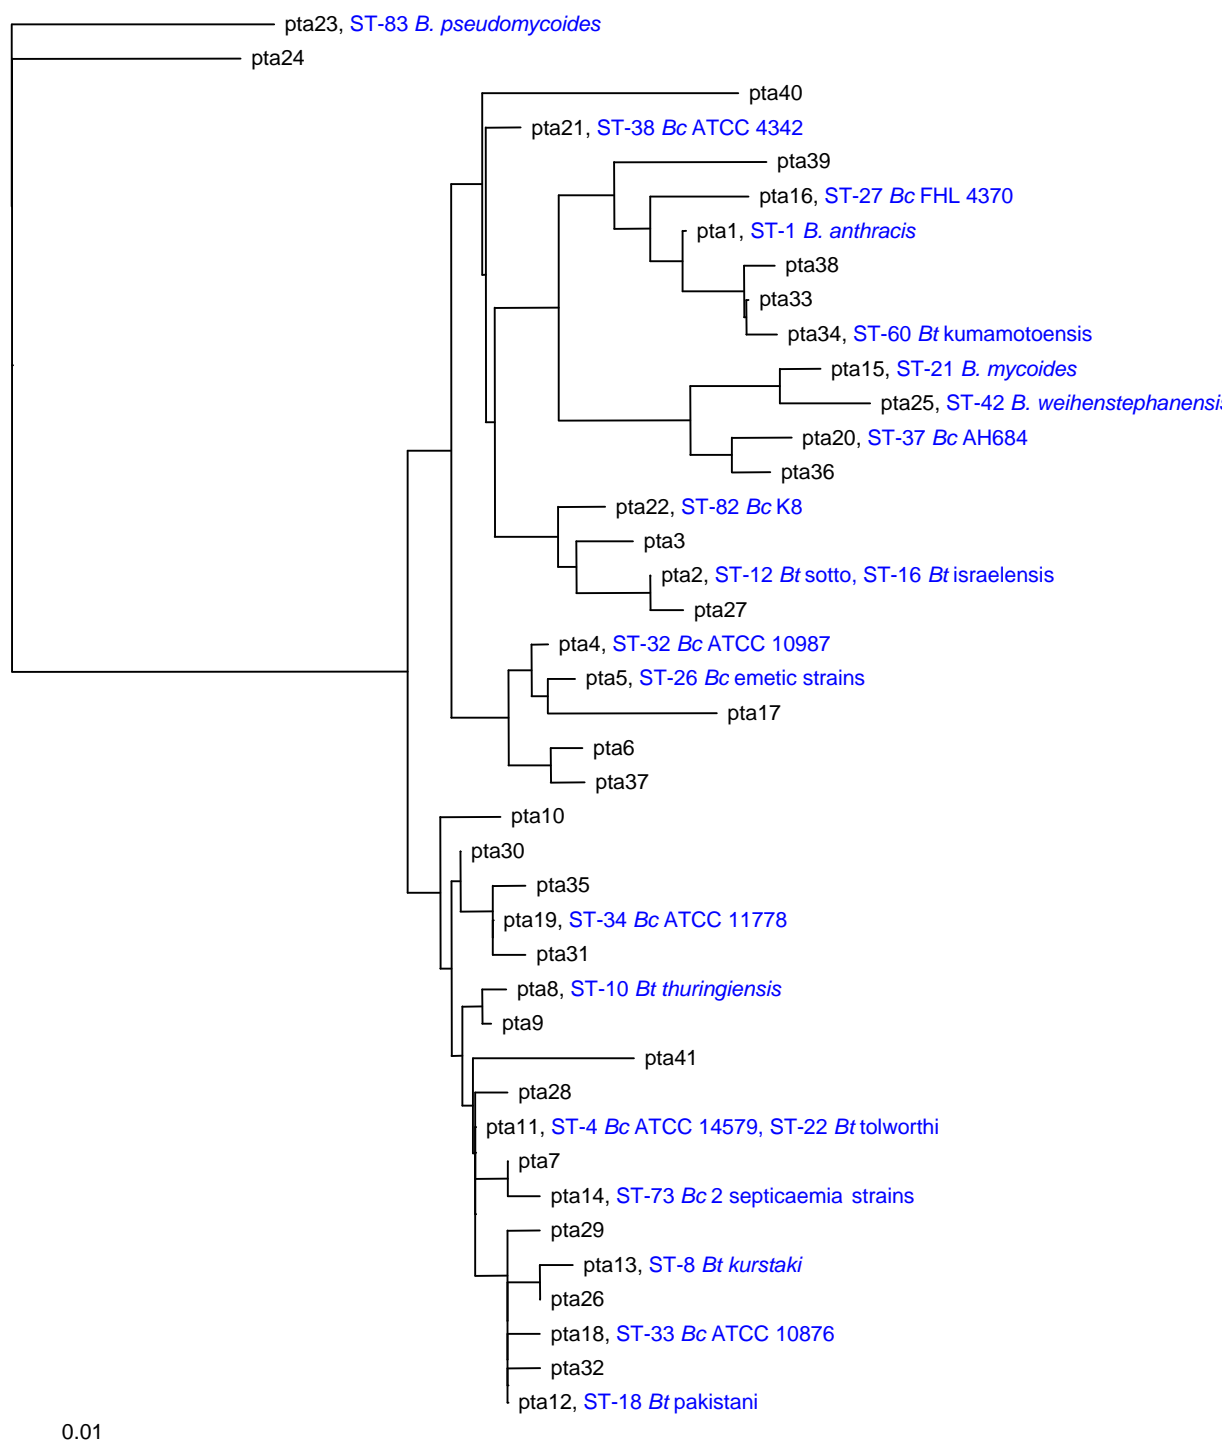 pta23, ST-83 B. pseudomycoides
pta24
pta40
pta21, ST-38 Bc ATCC 4342
pta39
pta16, ST-27 Bc FHL 4370
pta1, ST-1 B. anthracis
pta38
pta33
pta34, ST-60 Bt kumamotoensis
pta15, ST-21 B. mycoides
pta25, ST-42 B. weihenstephanensis
pta20, ST-37 Bc AH684
pta36
pta22, ST-82 Bc K8
pta3
pta2, ST-12 Bt sotto, ST-16 Bt israelensis
pta27
pta4, ST-32 Bc ATCC 10987
pta5, ST-26 Bc emetic strains
pta17
pta6
pta37
pta10
pta30
pta35
pta19, ST-34 Bc ATCC 11778
pta31
pta8, ST-10 Bt thuringiensis
pta9
pta41
pta28
pta11, ST-4 Bc ATCC 14579, ST-22 Bt tolworthi
pta7
pta14, ST-73 Bc 2 septicaemia strains
pta29
pta13, ST-8 Bt kurstaki
pta26
pta18, ST-33 Bc ATCC 10876
pta32
pta12, ST-18 Bt pakistani
0.01